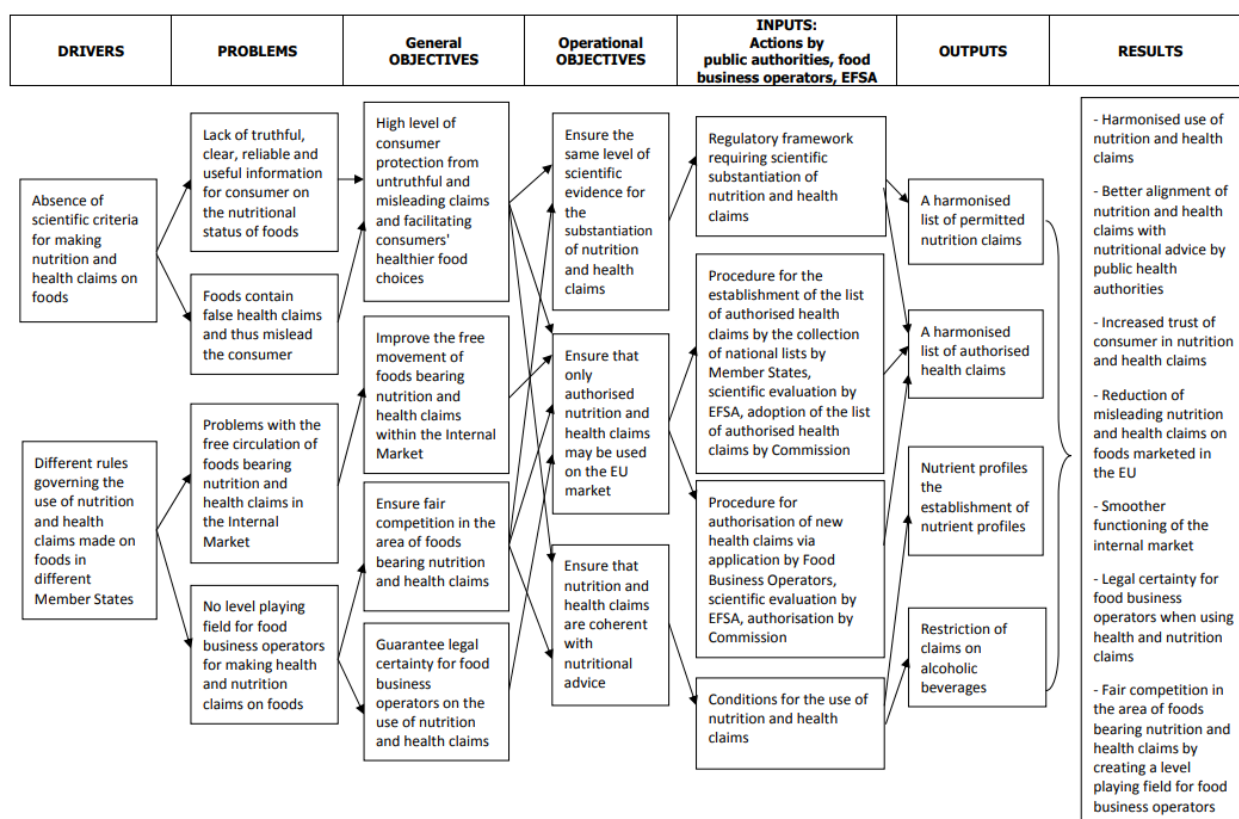 DRIVERS
PROBLEMS
General
OBJECTIVES
Operational
OBJECTIVES
INPUTS:
Actions by
public authorities, food
business operators, EFSA
OUTPUTS
RESULTS
Absence of
scientific criteria
for making
nutrition and
health claims on
foods
Different rules
governing the
use of nutrition
and health
claims made on
foods in
different
Member States
Lack of truthful,
clear, reliable and
useful information
for consumer on
the nutritional
status of foods
Foods contain
false health claims
and thus mislead
the consumer
Problems with the
free circulation of
foods bearing
nutrition and
health claims in
the Internal
Market
No level playing
field for food
business operators
for making health
and nutrition
claims on foods
High level of
consumer
protection from
untruthful and
misleading claims
and facilitating
consumers'
healthier food
choices
Improve the free
movement of
foods bearing
nutrition and
health claims
within the Internal
Market
Ensure fair
competition in the
area of foods
bearing nutrition
and health claims
Guarantee legal
certainty for food
business
operators on the
use of nutrition
and health claims
Ensure the
same level of
scientific
evidence for
the
substantiation
of nutrition
and health
claims
Ensure that
only
authorised
nutrition and
health claims
may be used
on the EU
market
Ensure that
nutrition and
health claims
are coherent
with
nutritional
advice
Regulatory framework
requiring scientific
substantiation of
nutrition and health
claims
Procedure for the
establishment of the list
of authorised health
claims by the collection
of national lists by
Member States,
scientific evaluation by
EFSA, adoption of the list
of authorised health
claims by Commission
Procedure for
authorisation of new
health claims via
application by Food
Business Operators,
scientific evaluation by
EFSA, authorisation by
Commission
Conditions for the use of
nutrition and health
claims
A harmonised
list of permitted
nutrition claims
A harmonised
list of authorised
health claims
Nutrient profiles
the
establishment of
nutrient profiles
Restriction of
claims on
alcoholic
beverages
- Harmonised use of
nutrition and health
claims
- Better alignment of
nutrition and health
claims with
nutritional advice by
public health
authorities
- Increased trust of
consumer in nutrition
and health claims
- Reduction of
misleading nutrition
and health claims on
foods marketed in
the EU
- Smoother
functioning of the
internal market
- Legal certainty for
food business
operators when using
health and nutrition
claims
- Fair competition in
the area of foods
bearing nutrition and
health claims by
creating a level
playing field for food
business operators